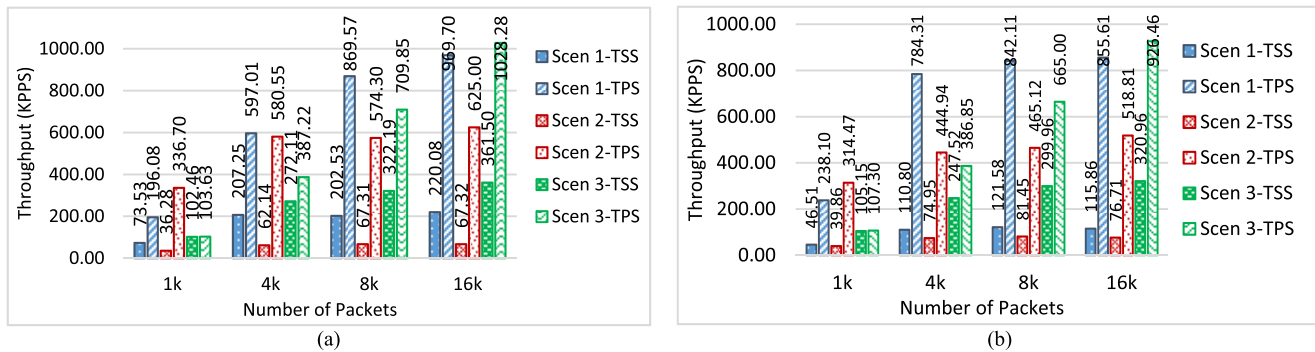 Throughput (KPPS)
1000.00
800.00
600.00
400.00
200.00
0.00
73.53
196.08
36.28
336.70
102.46
103.63
207.25
597.01
62.14
580.55
272.11
387.22
202.53
869.57
67.31
574.30
322.19
709.85
220.08
969.70
67.32
625.00
361.50
1028.28
1k
4k
8k
16k
Number of Packets
Scen 1-TSS
Scen 1-TPS
Scen 2-TSS
Scen 2-TPS
Scen 3-TSS
Scen 3-TPS
(a)
Throughput (KPPS)
1000.00
800.00
600.00
400.00
200.00
0.00
46.51
238.10
39.86
314.47
105.15
107.30
110.80
784.31
74.95
444.94
247.52
386.85
121.58
842.11
81.45
465.12
299.96
665.00
115.86
855.61
76.71
518.81
320.96
926.46
1k
4k
8k
16k
Number of Packets
Scen 1-TSS
Scen 1-TPS
Scen 2-TSS
Scen 2-TPS
Scen 3-TSS
Scen 3-TPS
(b)